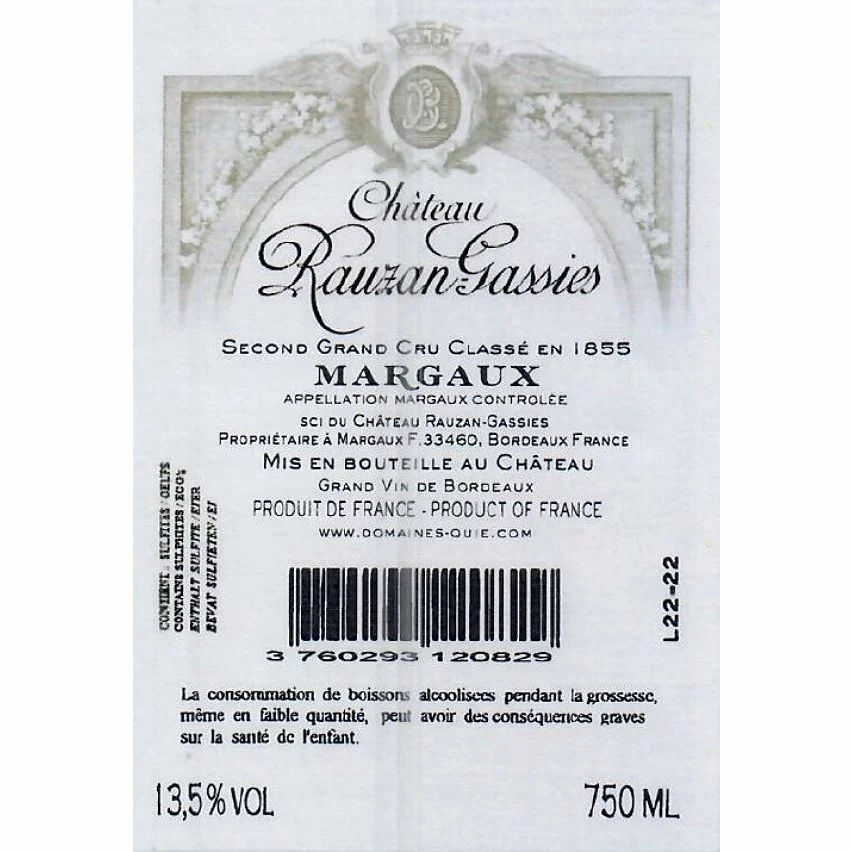 Château
Rauzan-Gassies
SECOND GRAND CRU CLASSÉ EN 1855
MARGAUX
APPELLATION MARGAUX CONTROLÉE
SCI DU CHÂTEAU RAUZAN-GASSIES
PROPRIÉTAIRE À MARGAUX F.33460, BORDEAUX FRANCE
MIS EN BOUTEILLE AU CHÂTEAU
GRAND VIN DE BORDEAUX
PRODUIT DE FRANCE - PRODUCT OF FRANCE
WWW.DOMAINES-QUIE.COM
CONTIENT : SULFITES / OEUFS
CONTAINS SULPHITES / EGGS
ENTHALT SULFITE / EIER
BEVAT SULFIETEN / EI
L22-22
3 760293 120829
La consommation de boissons alcoolisees pendant la grossesse,
même en faible quantité, peut avoir des conséquences graves
sur la santé de l'enfant.
13,5% VOL
750 ML